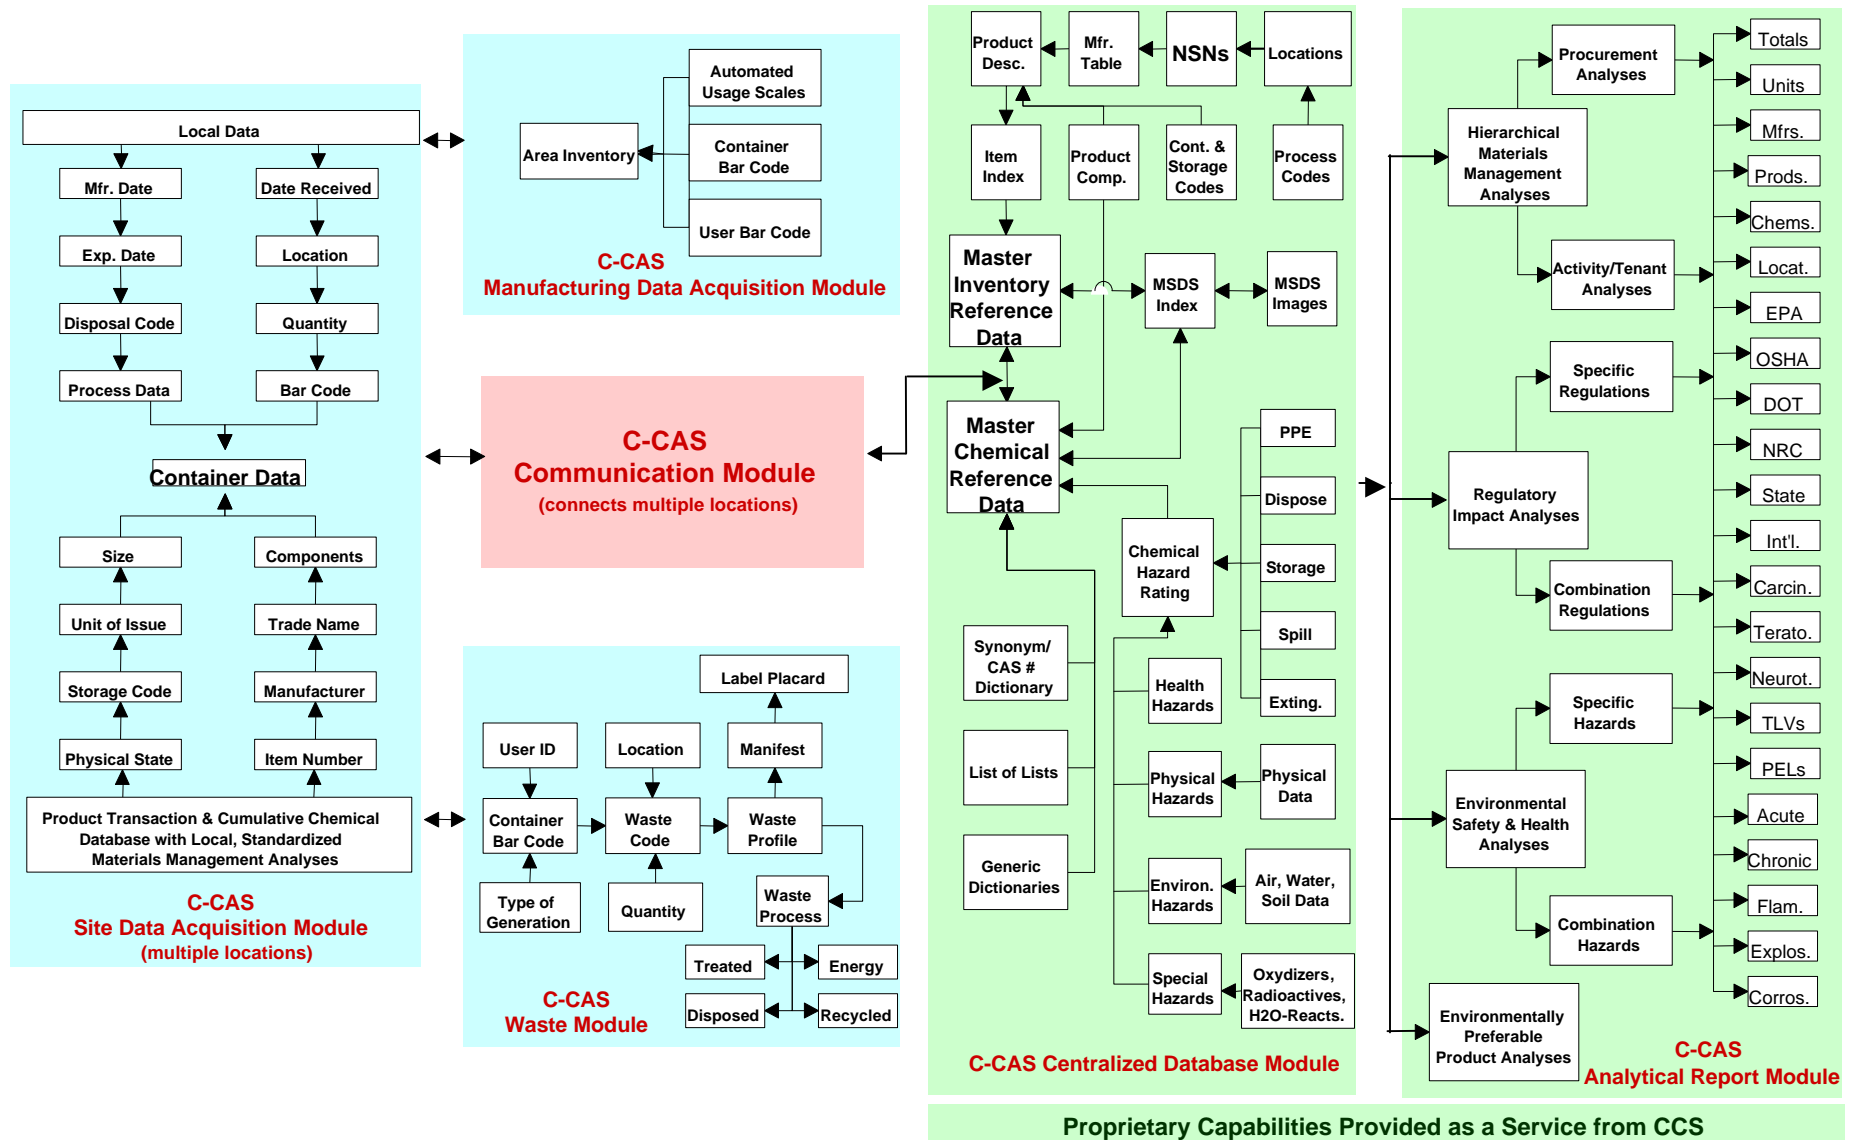 Local Data
Mfr. Date
Date Received
Exp. Date
Location
Disposal Code
Quantity
Process Data
Bar Code
Container Data
Size
Components
Unit of Issue
Trade Name
Storage Code
Manufacturer
Physical State
Item Number
Product Transaction & Cumulative Chemical
Database with Local, Standardized
Materials Management Analyses
C-CAS
Site Data Acquisition Module
(multiple locations)
Automated
Usage Scales
Area Inventory
Container
Bar Code
User Bar Code
C-CAS
Manufacturing Data Acquisition Module
C-CAS
Communication Module
(connects multiple locations)
Label Placard
User ID
Location
Manifest
Container
Bar Code
Waste
Code
Waste
Profile
Type of
Generation
Quantity
Waste
Process
Treated
Energy
Disposed
Recycled
C-CAS
Waste Module
Product
Desc.
Mfr.
Table
NSNs
Locations
Item
Index
Product
Comp.
Cont. &
Storage
Codes
Process
Codes
Master
Inventory
Reference
Data
MSDS
Index
MSDS
Images
Master
Chemical
Reference
Data
PPE
Dispose
Chemical
Hazard
Rating
Storage
Spill
Exting.
Synonym/
CAS #
Dictionary
Health
Hazards
List of Lists
Physical
Hazards
Physical
Data
Generic
Dictionaries
Environ.
Hazards
Air, Water,
Soil Data
Special
Hazards
Oxydizers,
Radioactives,
H2O-Reacts.
C-CAS Centralized Database Module
Procurement
Analyses
Hierarchical
Materials
Management
Analyses
Activity/Tenant
Analyses
Specific
Regulations
Regulatory
Impact Analyses
Combination
Regulations
Specific
Hazards
Environmental
Safety & Health
Analyses
Combination
Hazards
Environmentally
Preferable
Product Analyses
Totals
Units
Mfrs.
Prods.
Chems.
Locat.
EPA
OSHA
DOT
NRC
State
Int'l.
Carcin.
Terato.
Neurot.
TLVs
PELs
Acute
Chronic
Flam.
Explos.
Corros.
C-CAS
Analytical Report Module
Proprietary Capabilities Provided as a Service from CCS